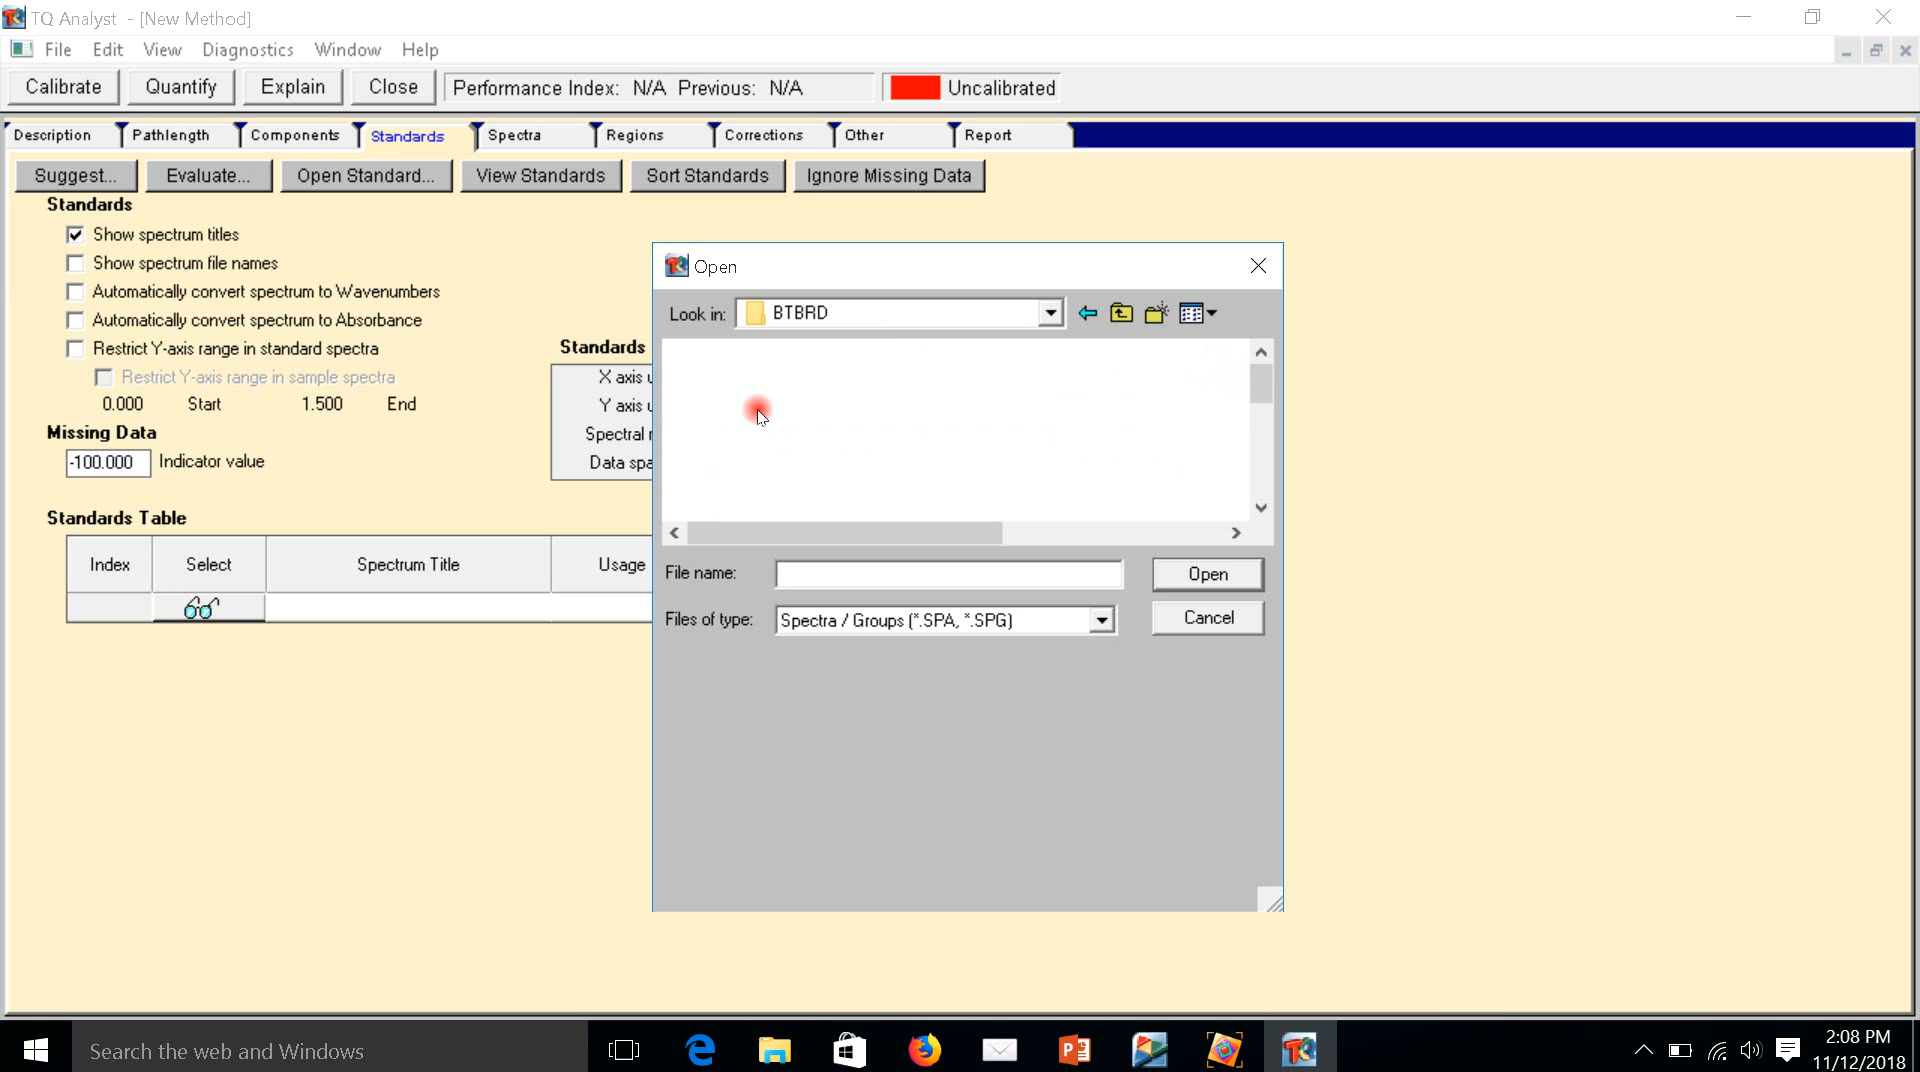 TQ Analyst - [New Method]
File Edit View Diagnostics Window Help
Calibrate Quantify Explain Close Performance Index: N/A Previous: N/A Uncalibrated
Description Pathlength Components Standards Spectra Regions Corrections Other Report
Suggest... Evaluate... Open Standard... View Standards Sort Standards Ignore Missing Data
Standards
Show spectrum titles
Show spectrum file names
Automatically convert spectrum to Wavenumbers
Automatically convert spectrum to Absorbance
Restrict Y-axis range in standard spectra
Restrict Y-axis range in sample spectra
0.000 Start 1.500 End
Missing Data
-100.000 Indicator value
Standards
X axis u
Y axis u
Spectral r
Data spa
Standards Table
Index Select Spectrum Title Usage
Open
Look in: BTBRD
File name: Open
Files of type: Spectra / Groups (*.SPA, *.SPG) Cancel
Search the web and Windows
2:08 PM
11/12/2018